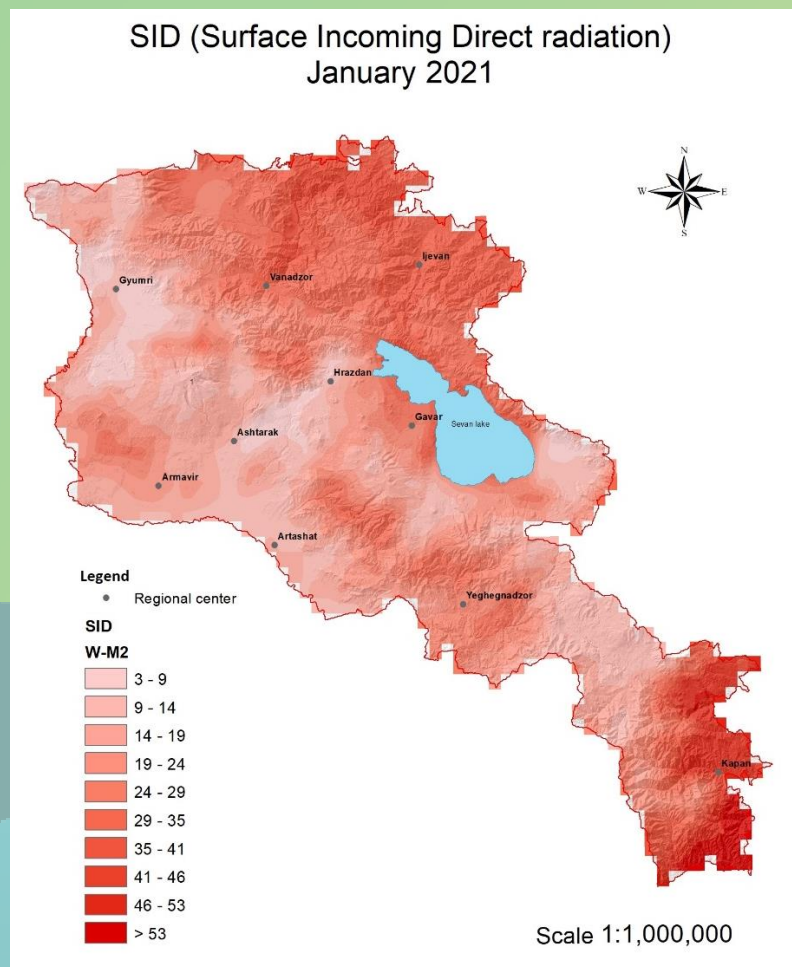 SID (Surface Incoming Direct radiation)
January 2021
N
W
E
S
Ijevan
Vanadzor
Gyumri
Hrazdan
Gavar
Sevan lake
Ashtarak
Armavir
Artashat
Yeghegnadzor
Kapan
Legend
Regional center
SID
W-M2
3 - 9
9 - 14
14 - 19
19 - 24
24 - 29
29 - 35
35 - 41
41 - 46
46 - 53
> 53
Scale 1:1,000,000